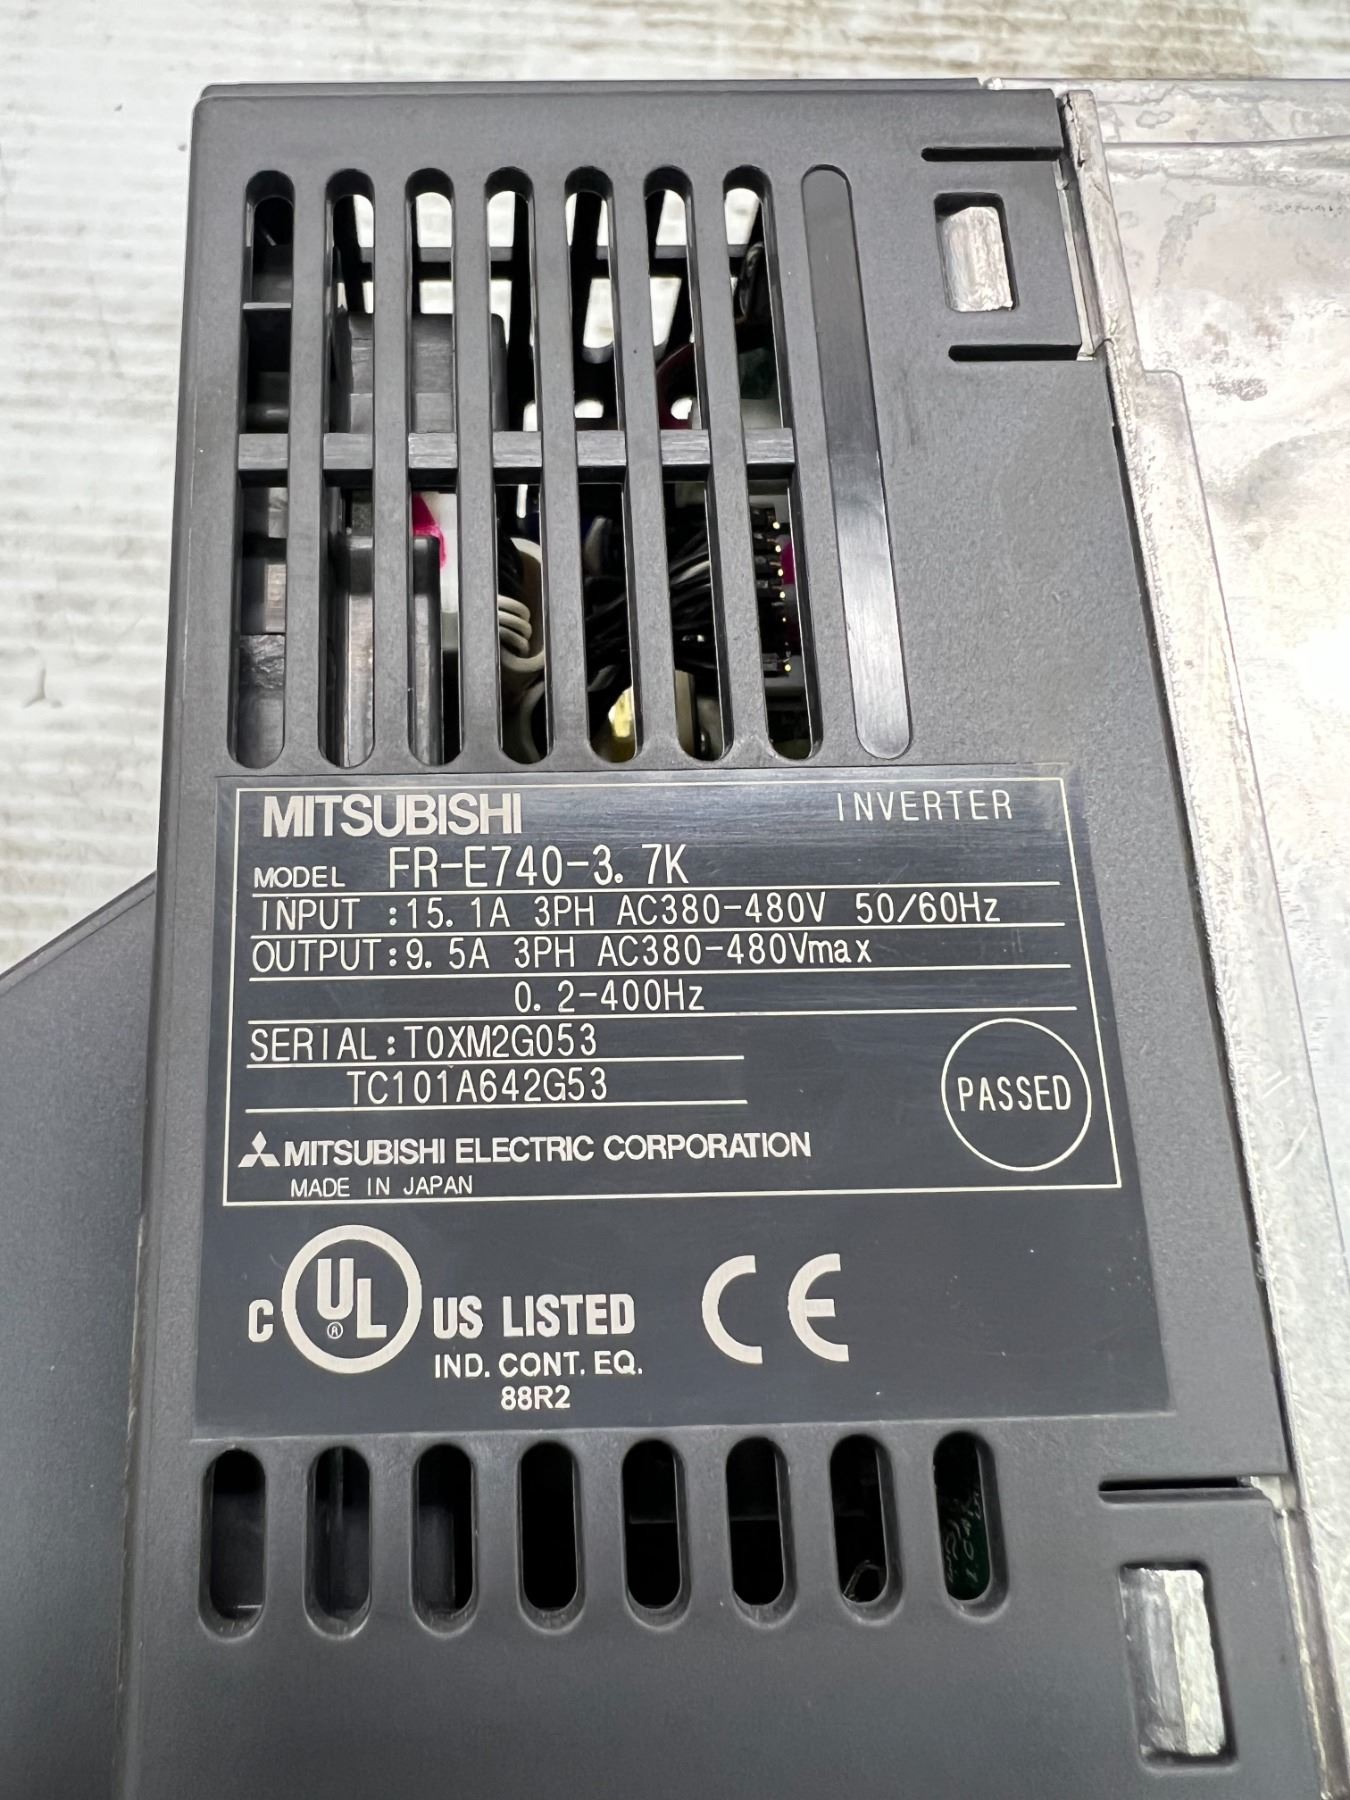 MITSUBISHI INVERTER
MODEL FR-E740-3.7K
INPUT :15.1A 3PH AC380-480V 50/60Hz
OUTPUT:9.5A 3PH AC380-480Vmax
0.2-400Hz
SERIAL:T0XM2G053
TC101A642G53
PASSED
MITSUBISHI ELECTRIC CORPORATION
MADE IN JAPAN
C UL ® US LISTED CE
IND. CONT. EQ.
88R2